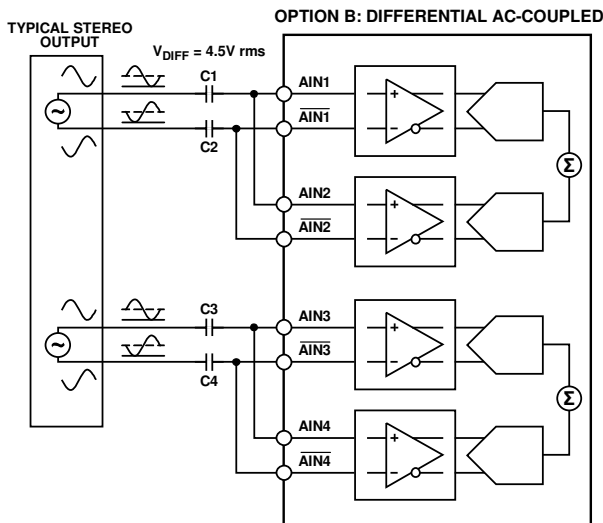 OPTION B: DIFFERENTIAL AC-COUPLED
TYPICAL STEREO
OUTPUT
VDIFF = 4.5V rms
C1
AIN1
~
+
–
AIN1
C2
Σ
AIN2
+
–
AIN2
C3
AIN3
~
+
–
AIN3
C4
Σ
AIN4
+
–
AIN4